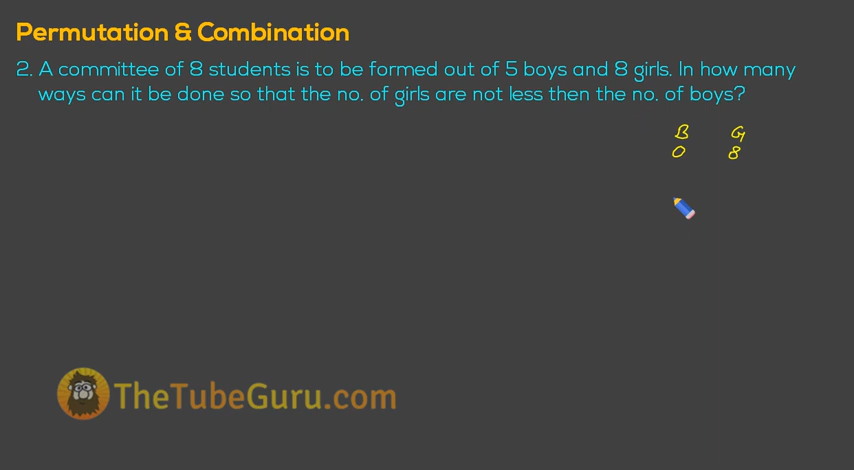 Permutation & Combination
2. A committee of 8 students is to be formed out of 5 boys and 8 girls. In how many
ways can it be done so that the no. of girls are not less then the no. of boys?
B G
0 8
TheTubeGuru.com